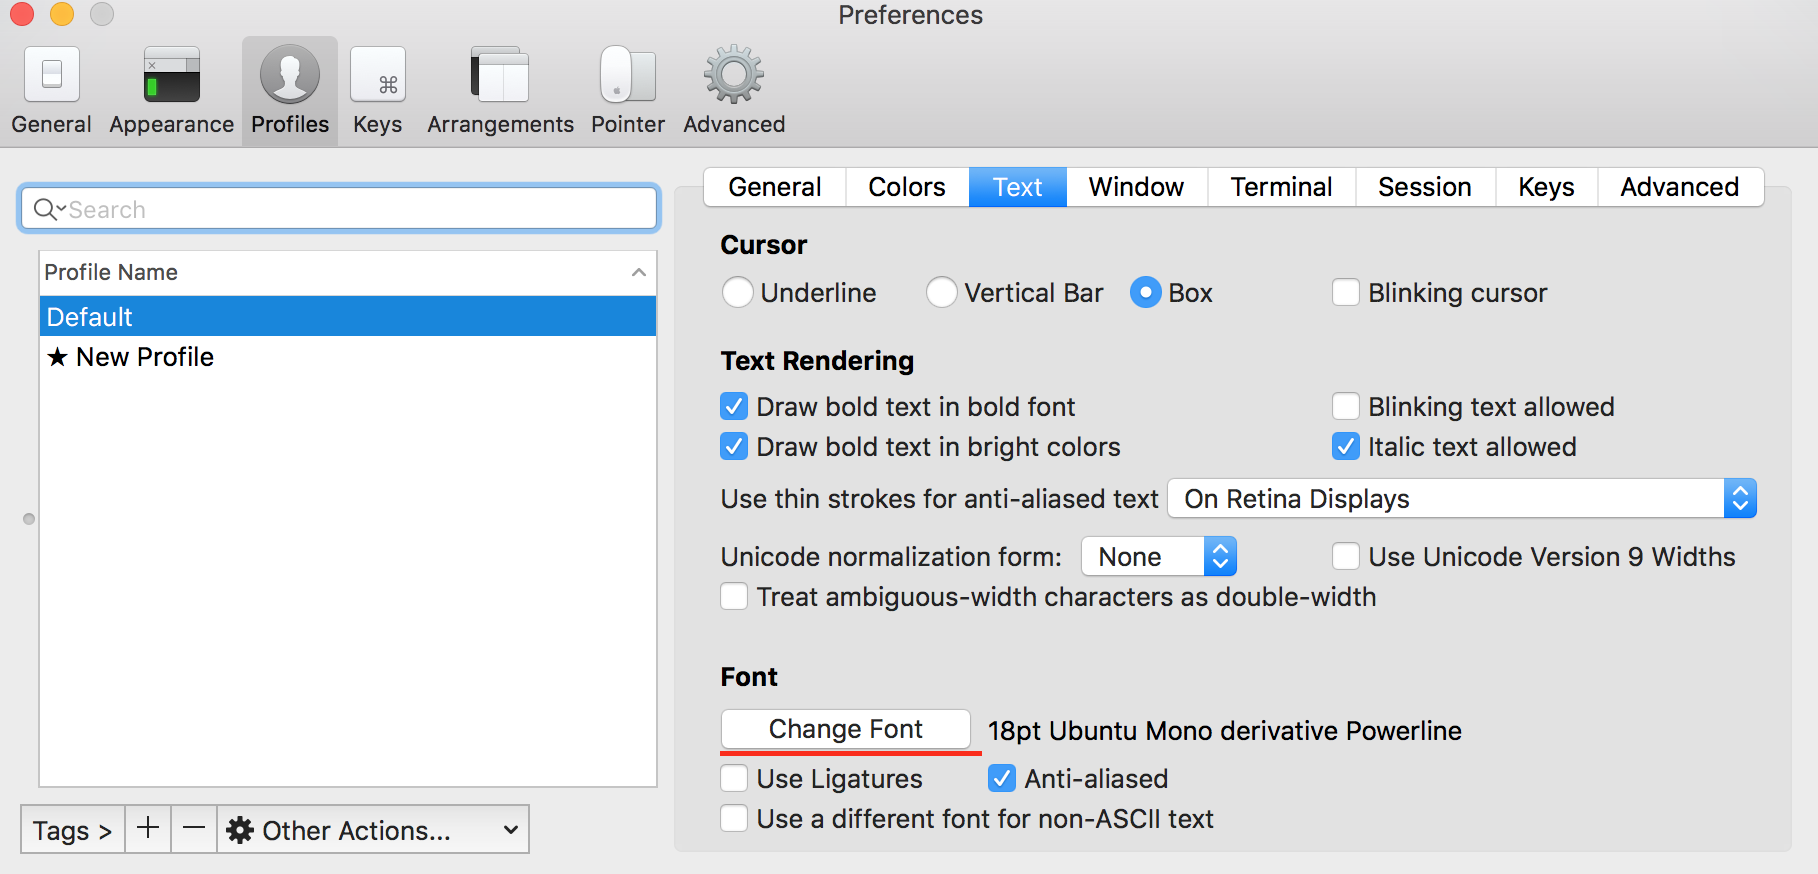 Preferences
General Appearance Profiles Keys Arrangements Pointer Advanced
Search
Profile Name
Default
★ New Profile
Tags > + − Other Actions...
General Colors Text Window Terminal Session Keys Advanced
Cursor
Underline Vertical Bar Box Blinking cursor
Text Rendering
Draw bold text in bold font Blinking text allowed
Draw bold text in bright colors Italic text allowed
Use thin strokes for anti-aliased text On Retina Displays
Unicode normalization form: None Use Unicode Version 9 Widths
Treat ambiguous-width characters as double-width
Font
Change Font 18pt Ubuntu Mono derivative Powerline
Use Ligatures Anti-aliased
Use a different font for non-ASCII text